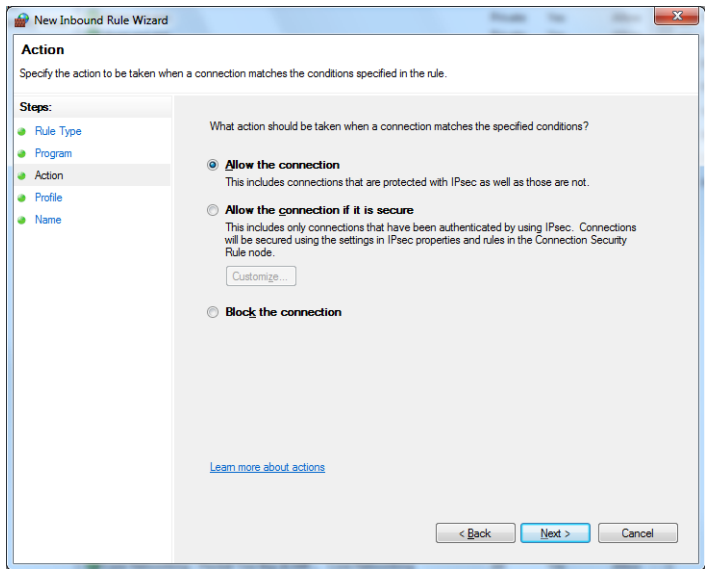 New Inbound Rule Wizard
Action
Specify the action to be taken when a connection matches the conditions specified in the rule.
Steps:
Rule Type
Program
Action
Profile
Name
What action should be taken when a connection matches the specified conditions?
Allow the connection
This includes connections that are protected with IPsec as well as those are not.
Allow the connection if it is secure
This includes only connections that have been authenticated by using IPsec. Connections
will be secured using the settings in IPsec properties and rules in the Connection Security
Rule node.
Customize...
Block the connection
Learn more about actions
< Back
Next >
Cancel